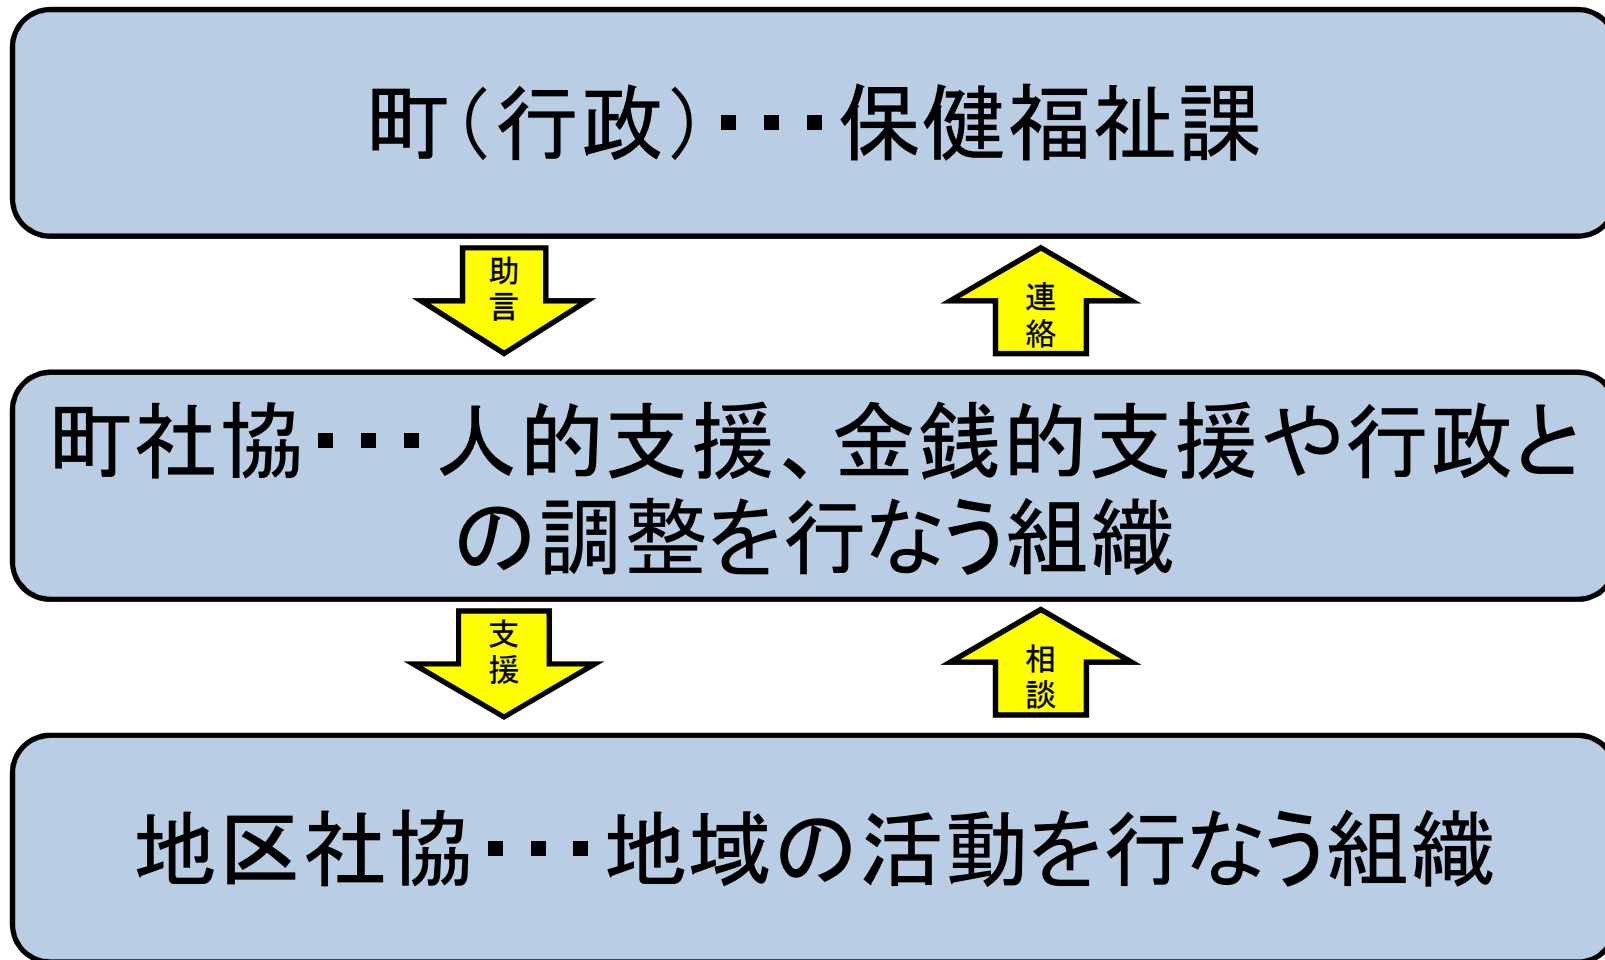 町（行政）・・・保健福祉課
助言
連絡
町社協・・・人的支援、金銭的支援や行政と
の調整を行なう組織
支援
相談
地区社協・・・地域の活動を行なう組織